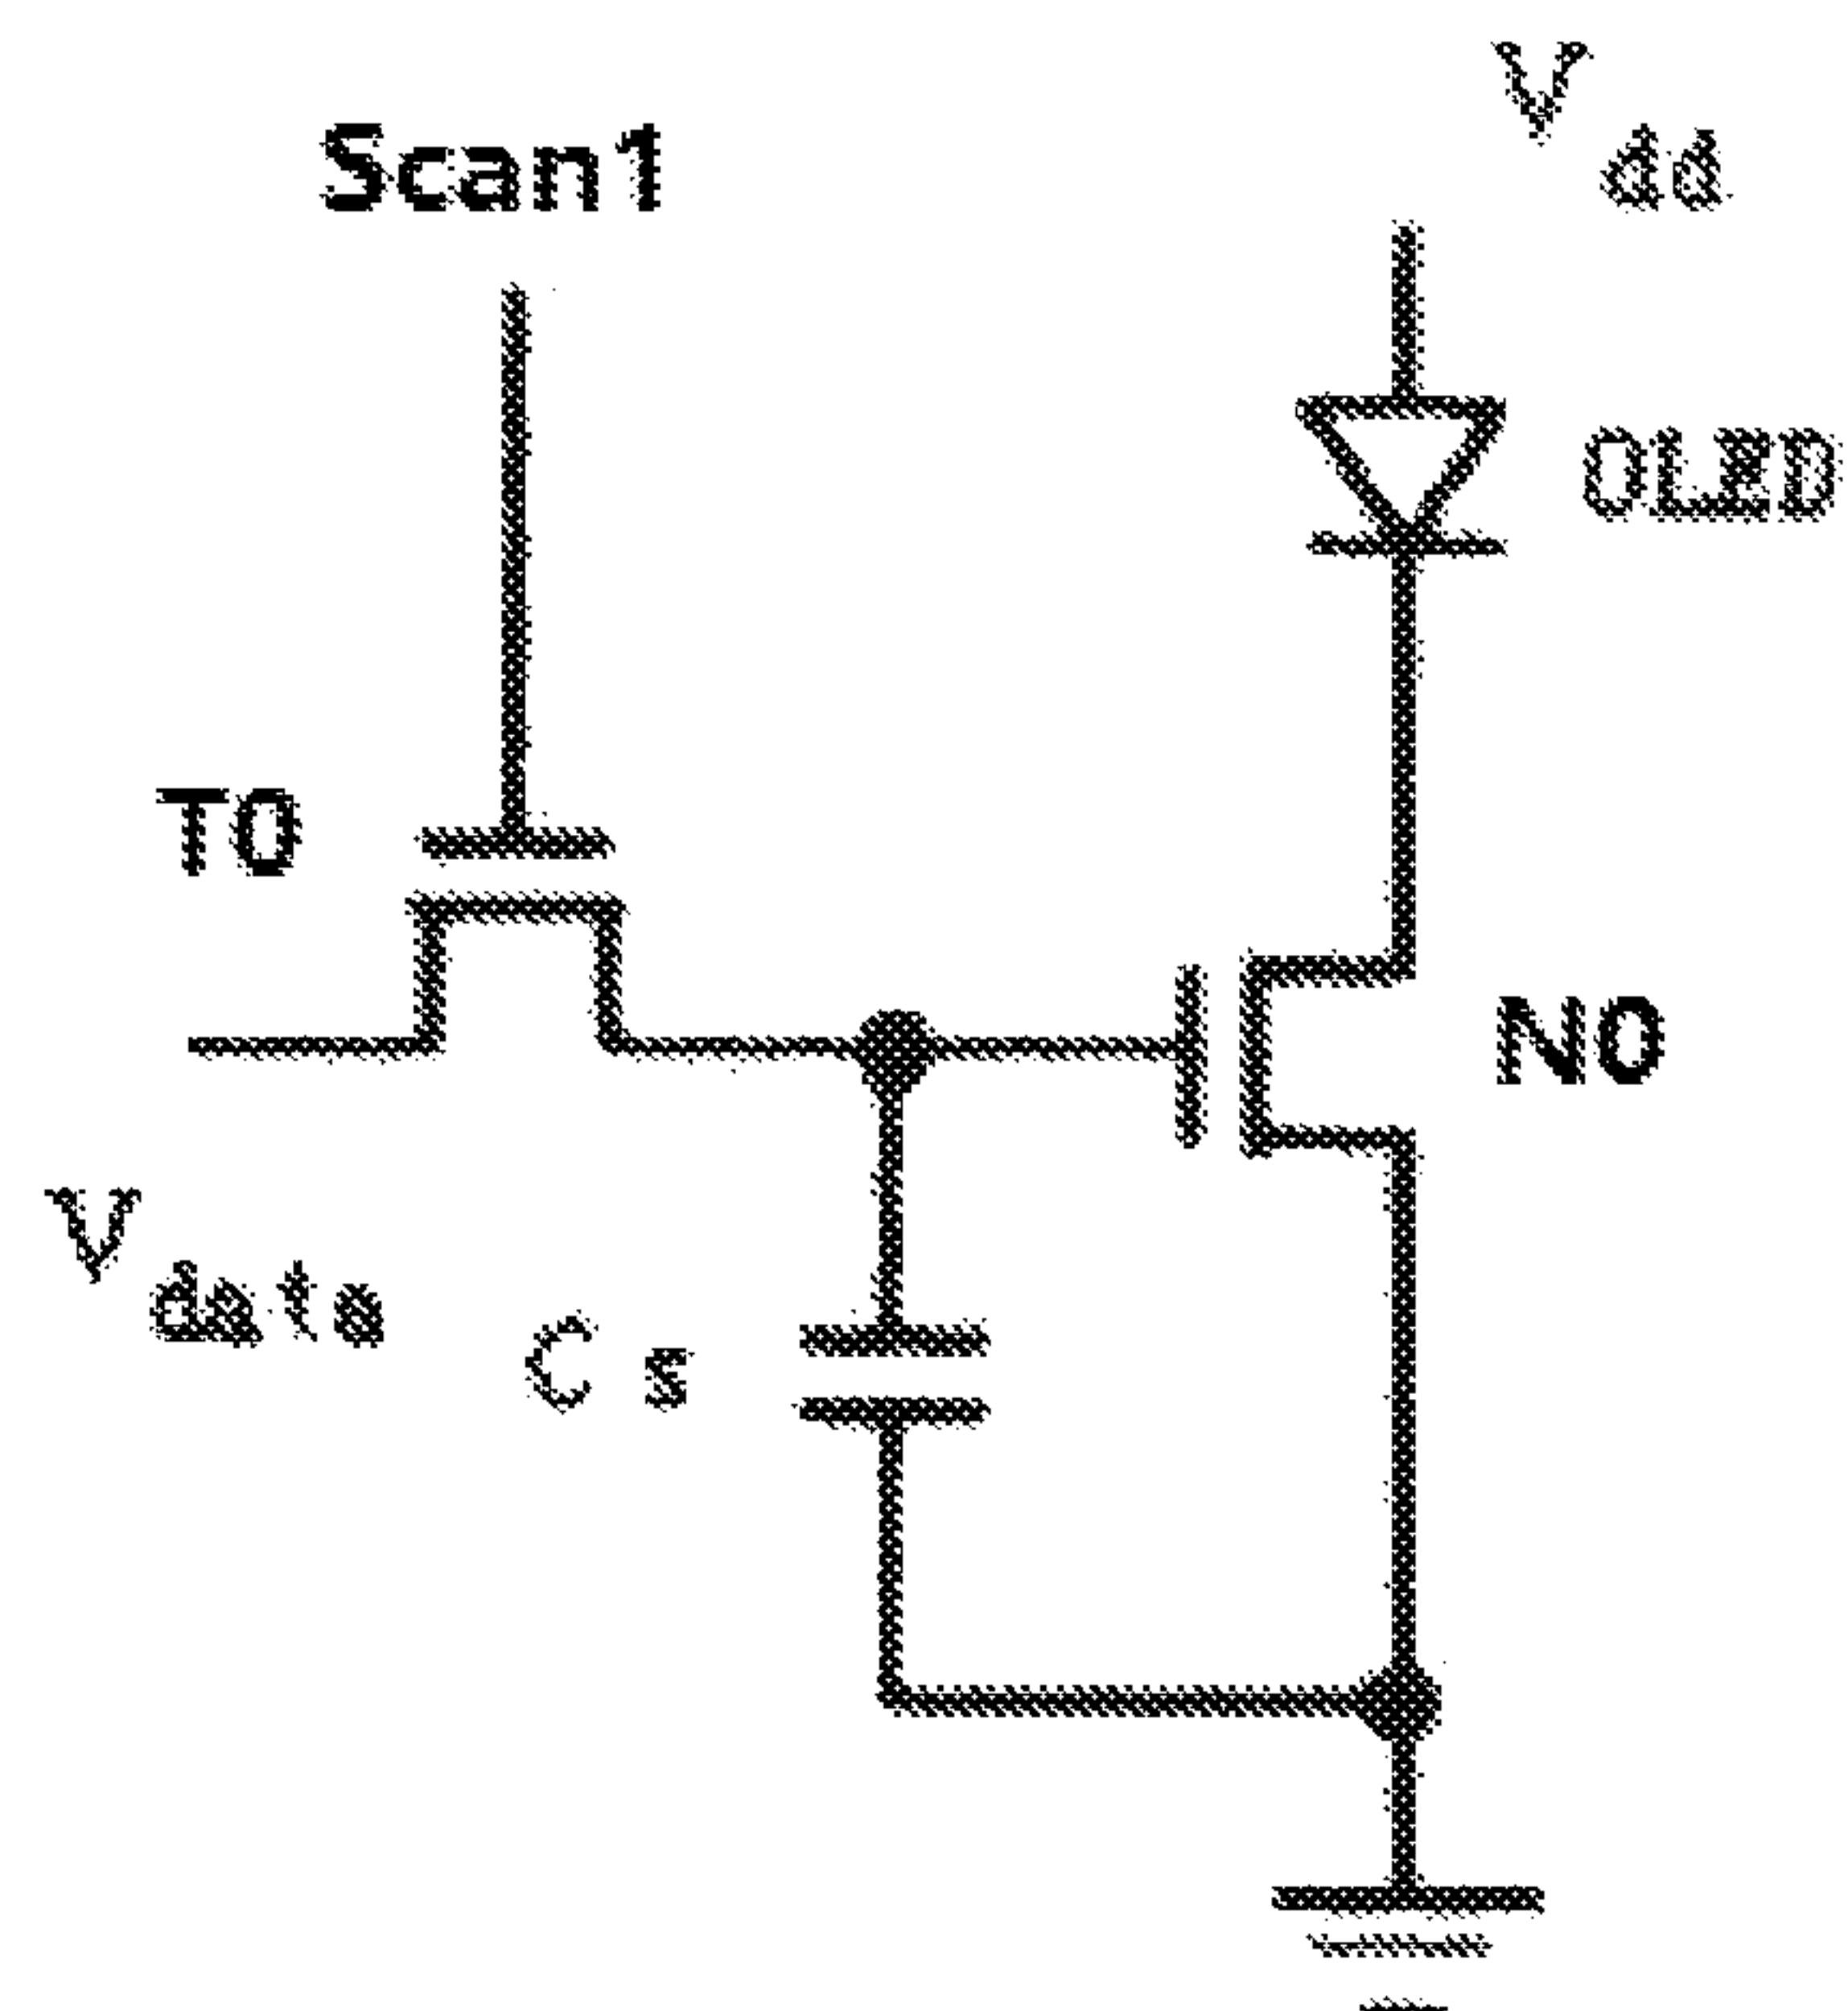 Scan1
Vdd
OLED
T0
N0
Vdata
Cs